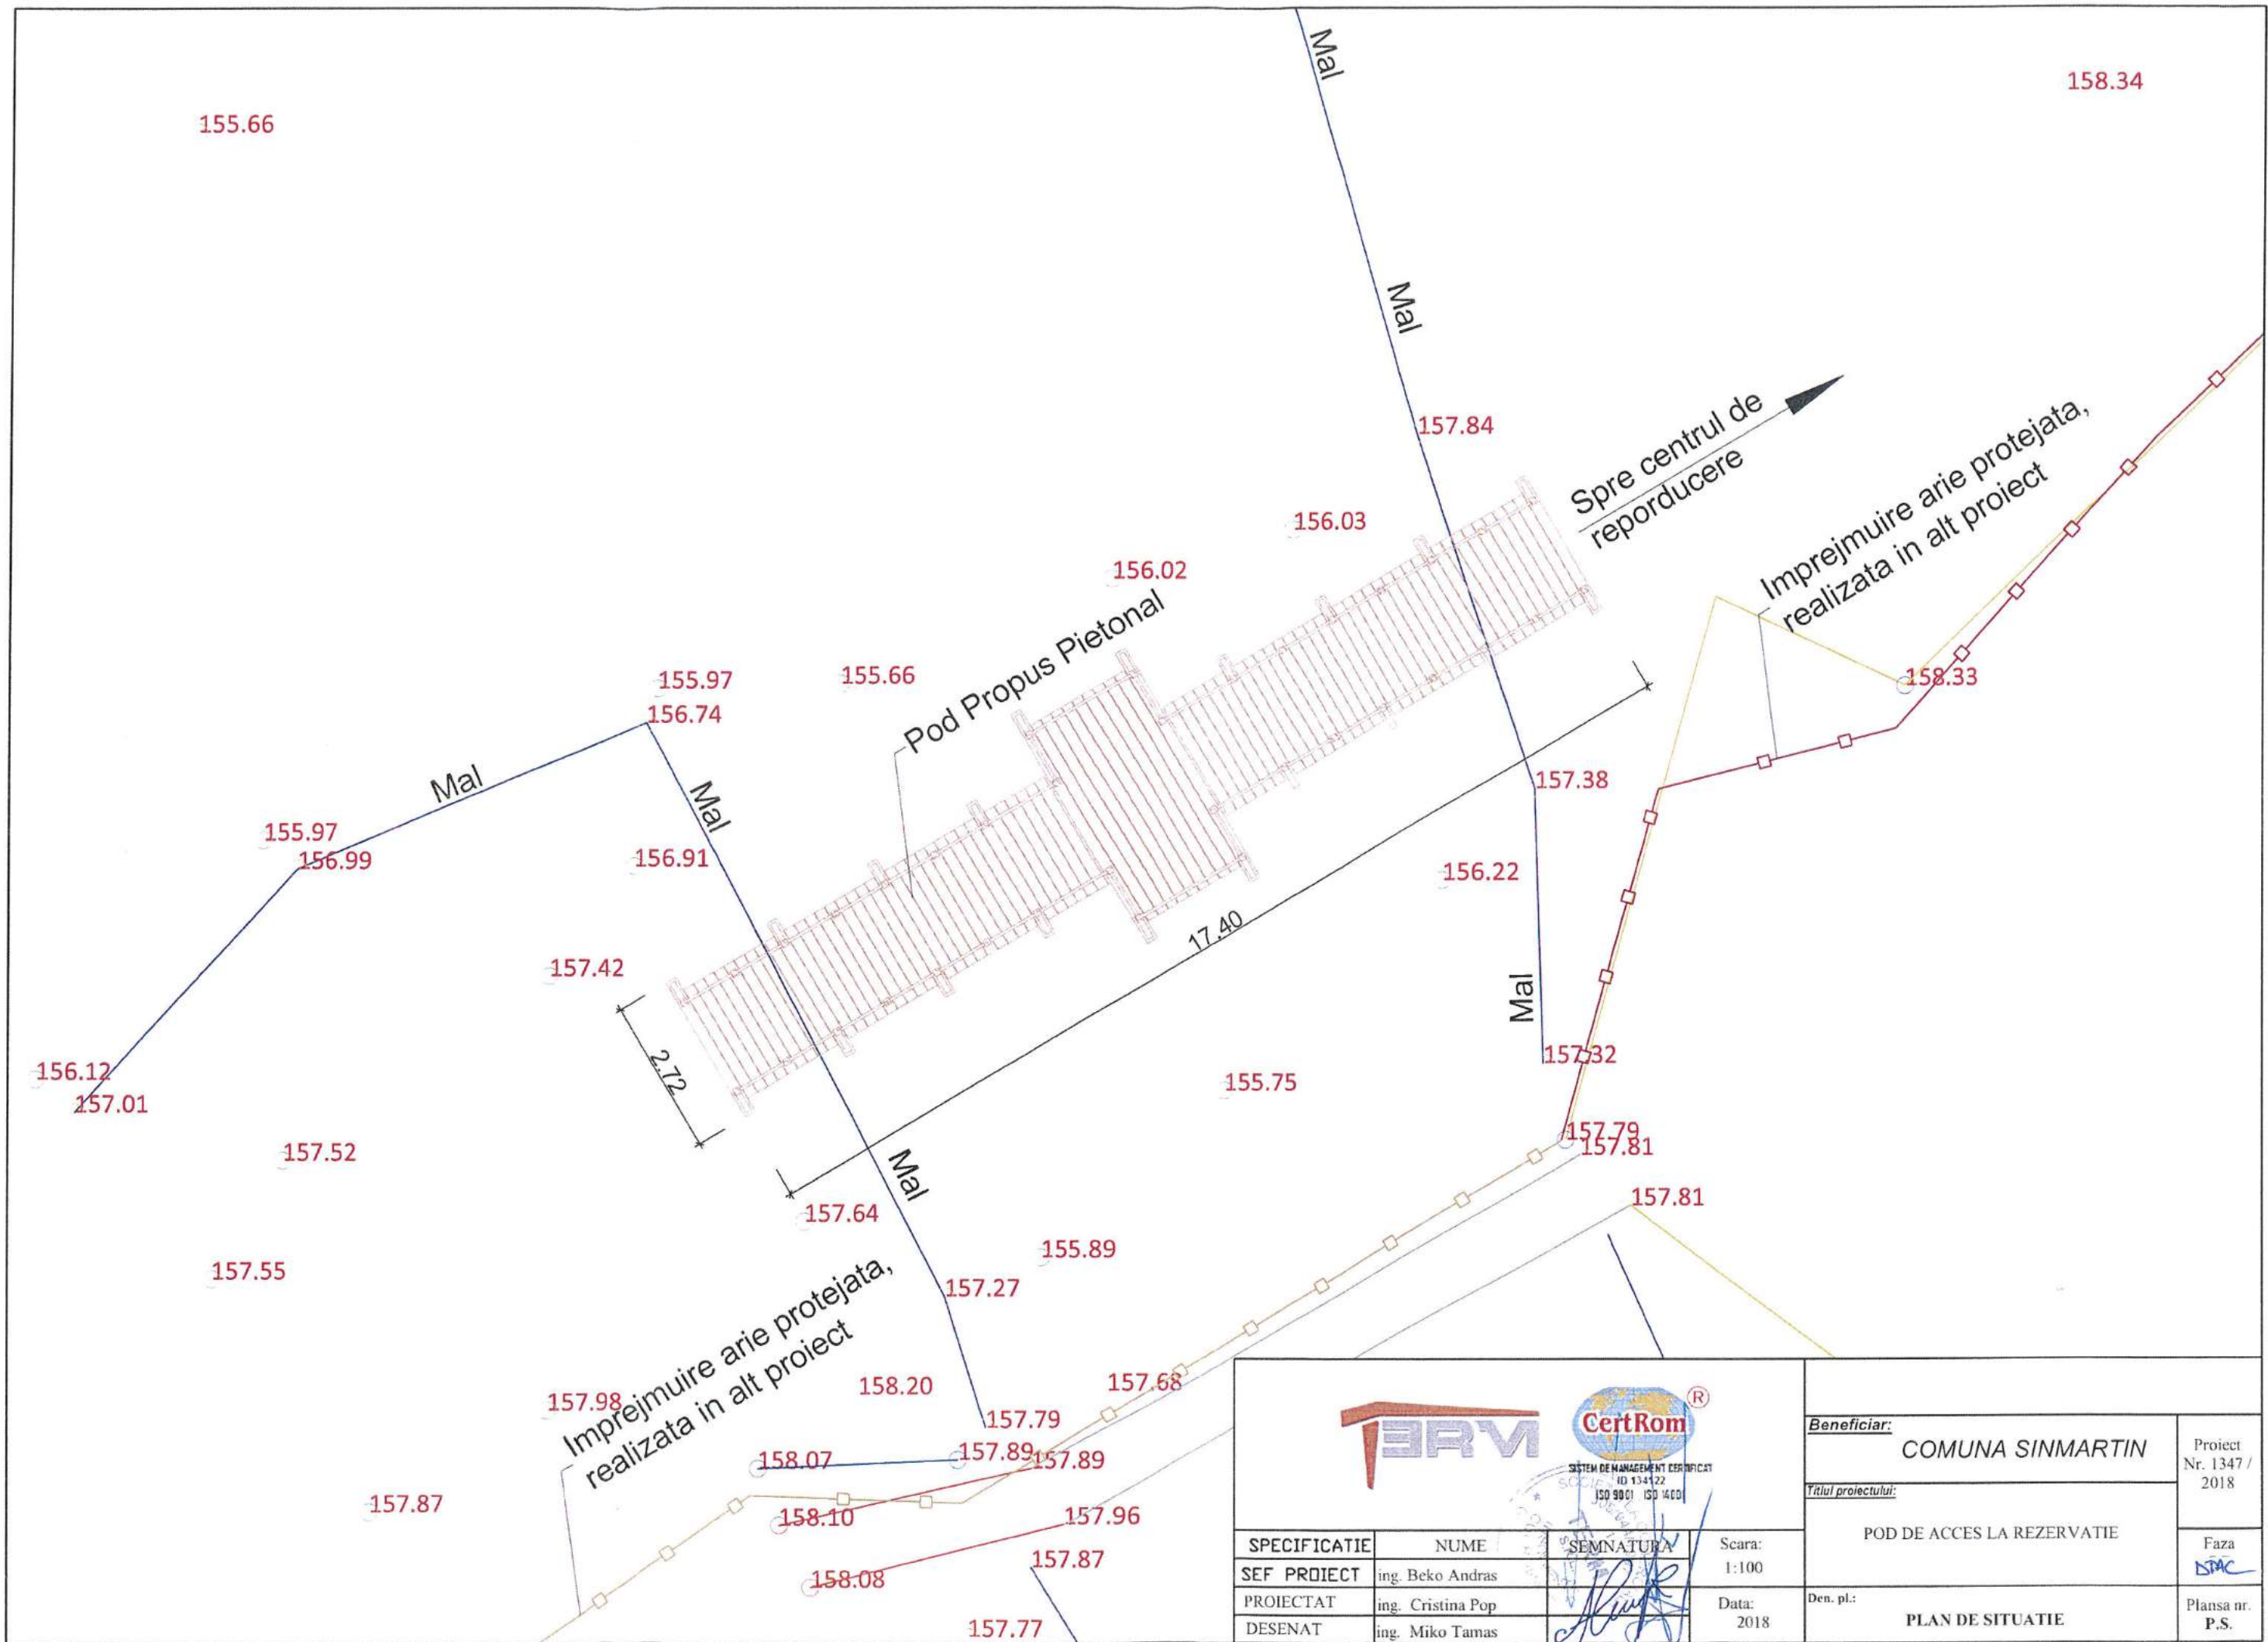 Mal
158.34
155.66
Mal
157.84
Spre centrul de
reporducere
Imprejmuire arie protejata,
realizata in alt proiect
156.03
156.02
Pod Propus Pietonal
155.97
155.66
156.74
158.33
Mal
Mal
157.38
155.97
156.99
156.91
156.22
17.40
157.42
Mal
2.72
156.12
157.01
157.32
155.75
157.79
157.81
157.52
Mal
157.81
157.64
155.89
157.55
157.27
Imprejmuire arie protejata,
realizata in alt proiect
158.20
157.68
157.98
157.79
157.89
157.89
158.07
157.87
158.10
157.96
157.87
158.08
157.77
TERM
CertRom ®
SISTEM DE MANAGEMENT CERTIFICAT
ID 134122
ISO 9001 ISO 14001
Beneficiar:
COMUNA SINMARTIN
Proiect
Nr. 1347 /
2018
Titlul proiectului:
POD DE ACCES LA REZERVATIE
Faza
DTAC
SPECIFICATIE NUME SEMNATURA
Scara:
1:100
SEF PROIECT ing. Beko Andras
PROIECTAT ing. Cristina Pop
DESENAT ing. Miko Tamas
Data:
2018
Den. pl.:
PLAN DE SITUATIE
Plansa nr.
P.S.